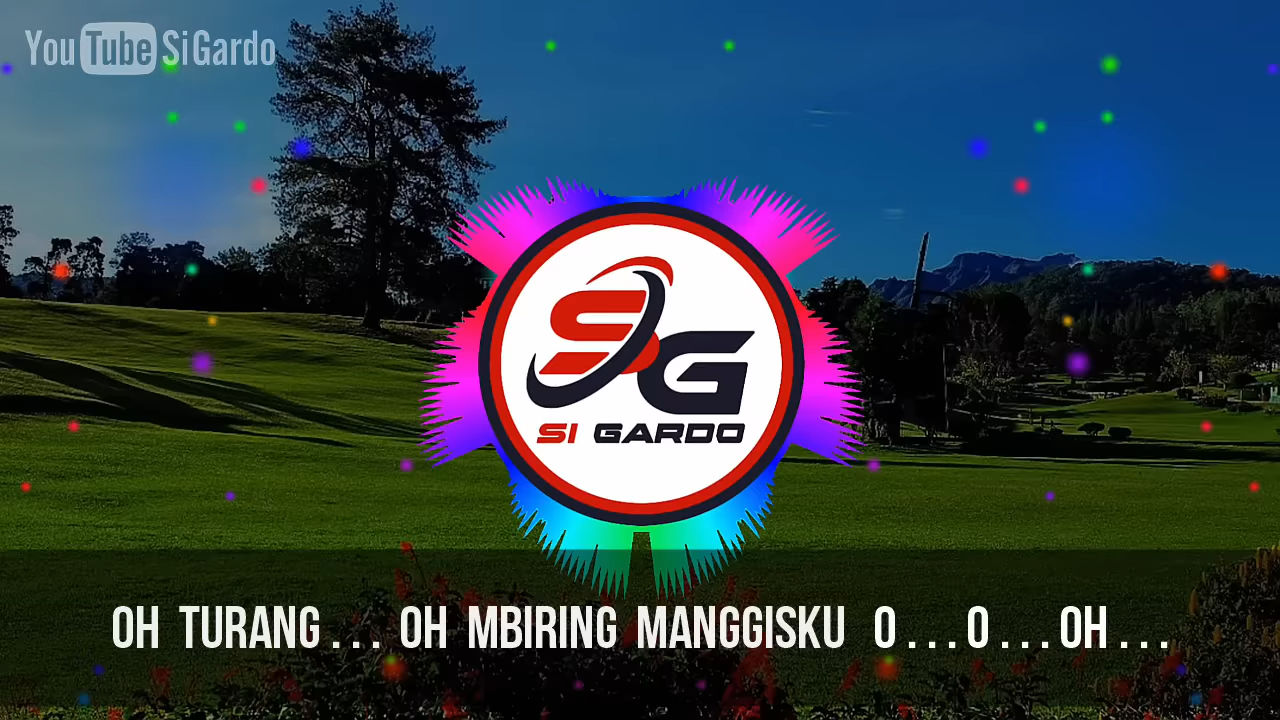 YouTube SiGardo
SG
SI GARDO
OH TURANG... OH MBIRING MANGGISKU O...O...OH...